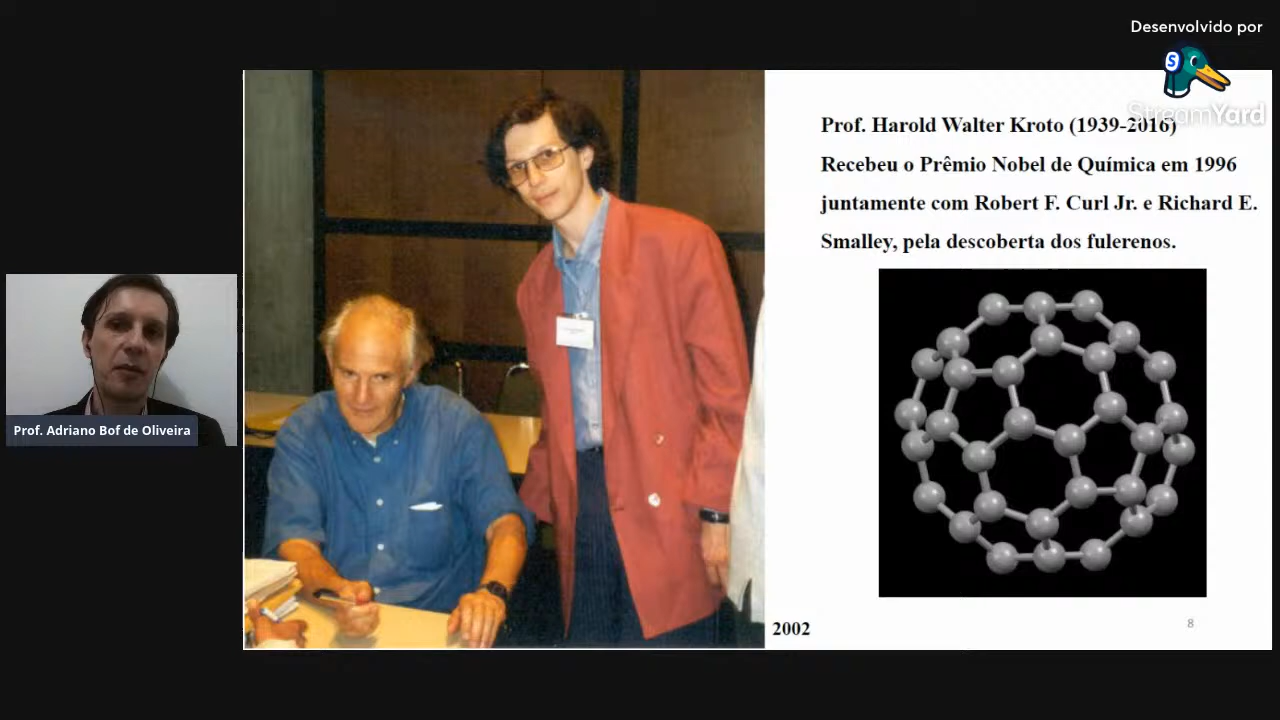 Desenvolvido por
S
StreamYard
Prof. Harold Walter Kroto (1939-2016)
Recebeu o Prêmio Nobel de Química em 1996
juntamente com Robert F. Curl Jr. e Richard E.
Smalley, pela descoberta dos fulerenos.
Prof. Adriano Bof de Oliveira
2002
8